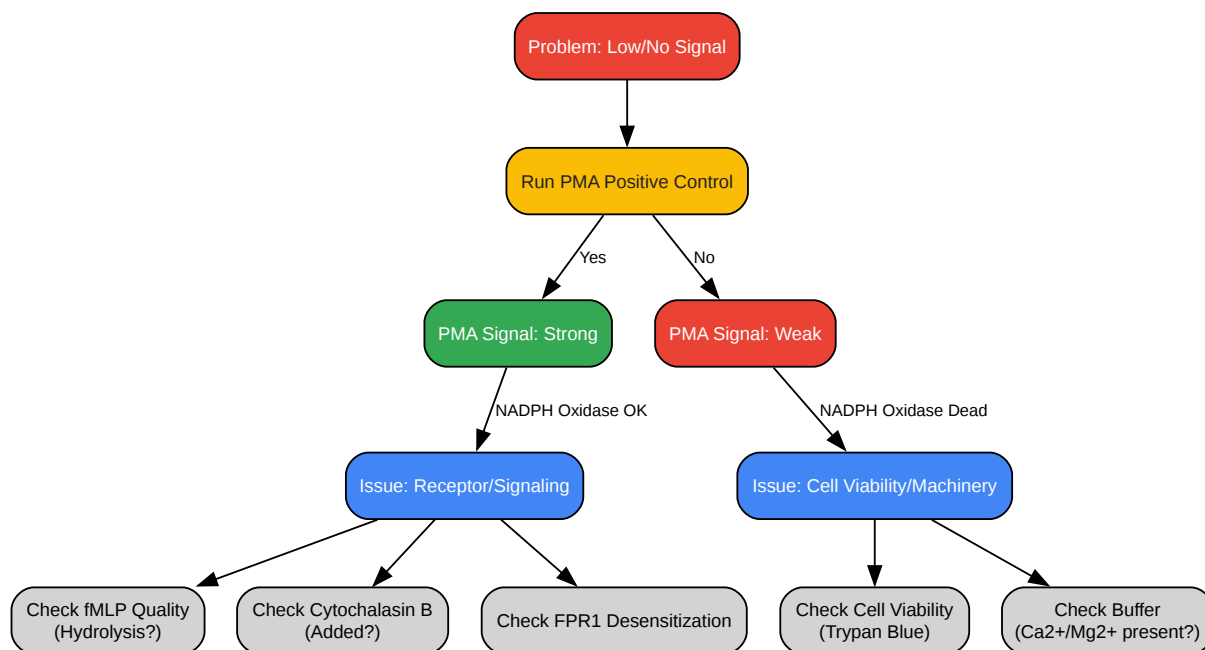 Problem: Low/No Signal
Run PMA Positive Control
Yes
No
PMA Signal: Strong
PMA Signal: Weak
NADPH Oxidase OK
NADPH Oxidase Dead
Issue: Receptor/Signaling
Issue: Cell Viability/Machinery
Check fMLP Quality
(Hydrolysis?)
Check Cytochalasin B
(Added?)
Check FPR1 Desensitization
Check Cell Viability
(Trypan Blue)
Check Buffer
(Ca2+/Mg2+ present?)